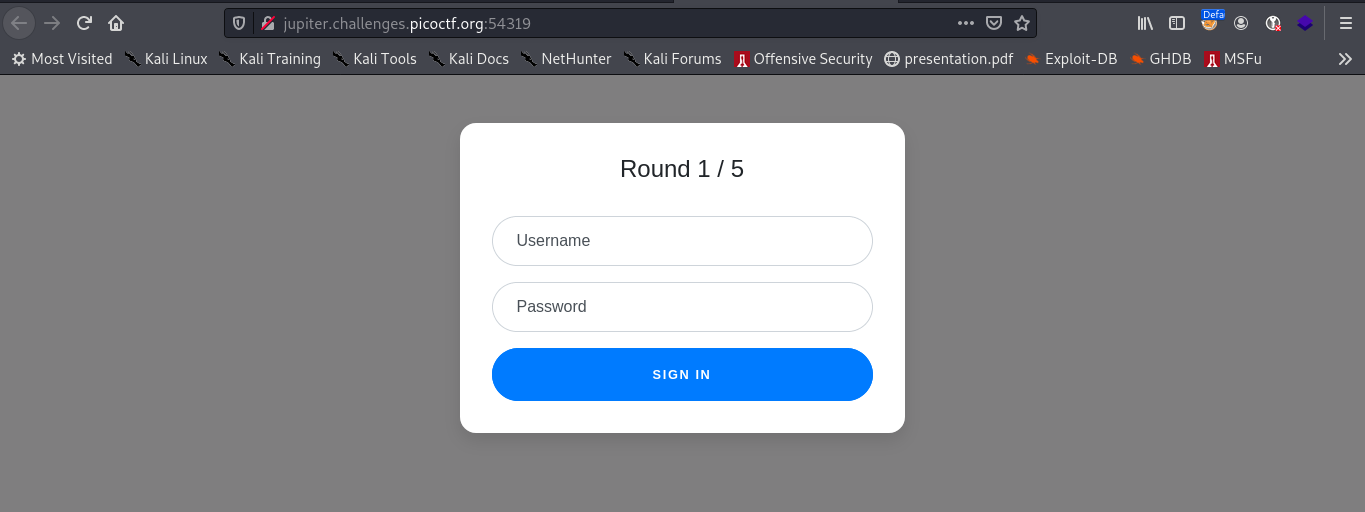 jupiter.challenges.picoctf.org:54319
Defa
Most Visited Kali Linux Kali Training Kali Tools Kali Docs NetHunter Kali Forums Offensive Security presentation.pdf Exploit-DB GHDB MSFu
Round 1 / 5
Username
Password
SIGN IN